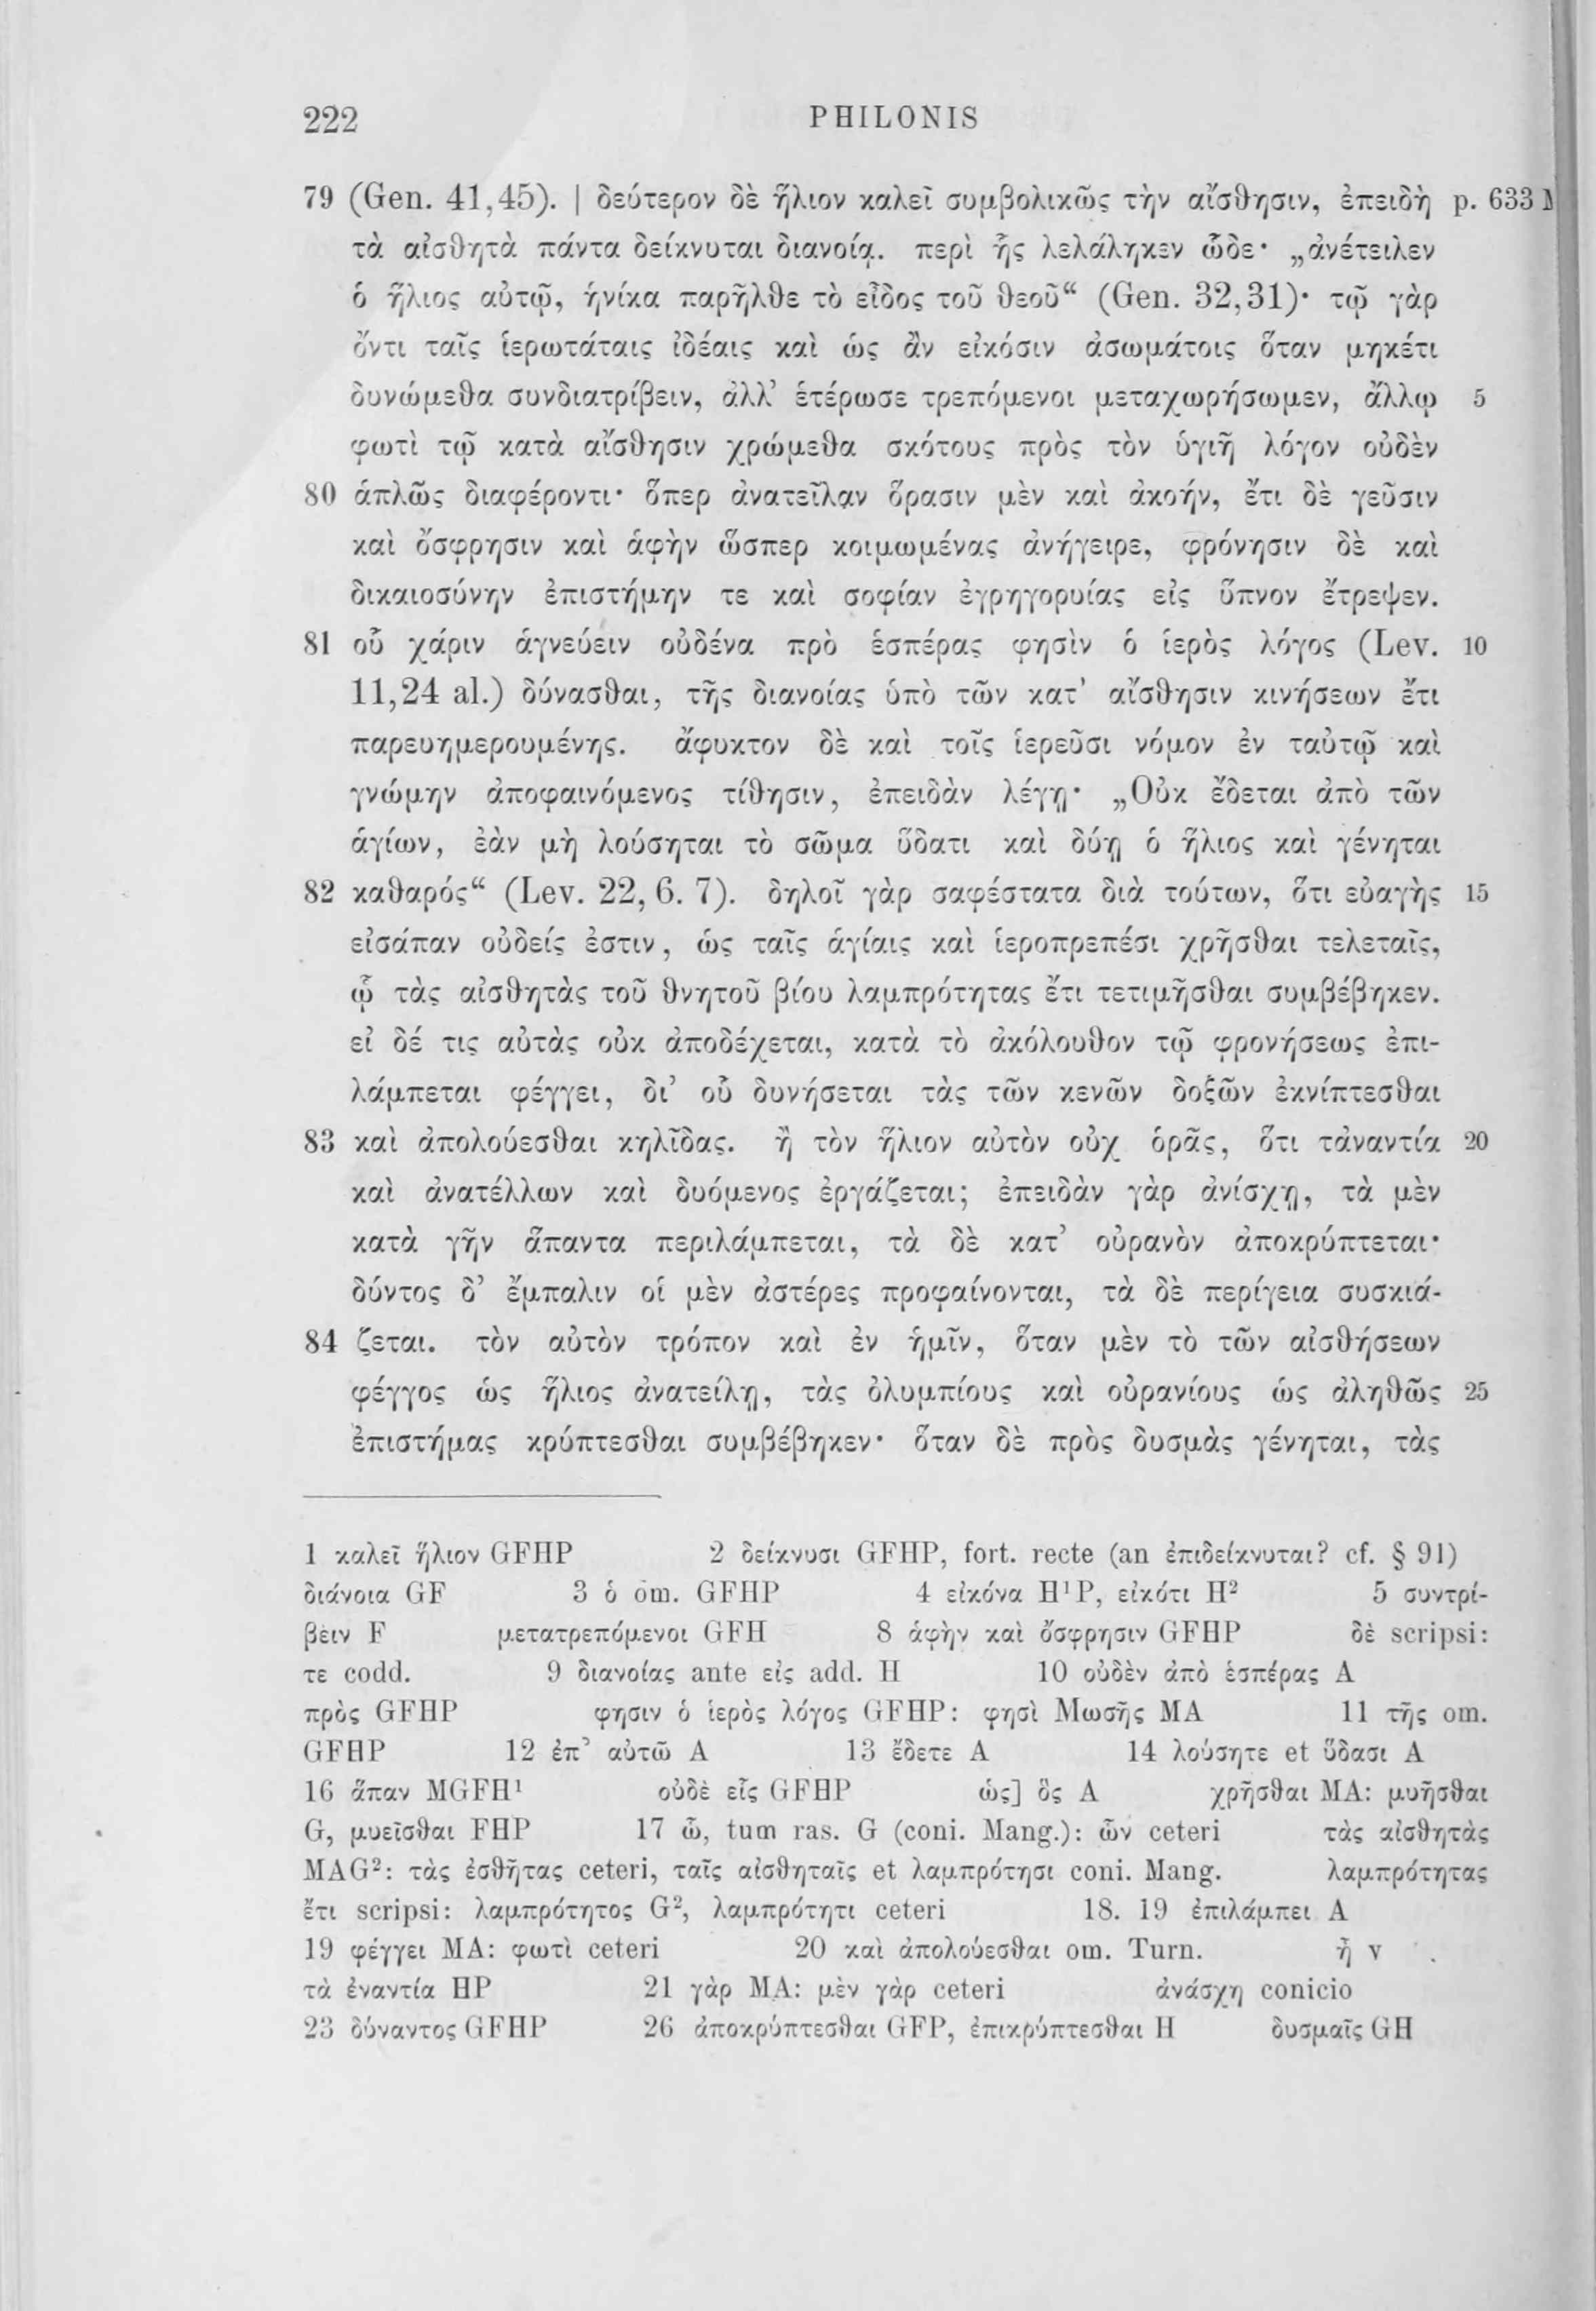 222 PHILONIS
79 (Gen. 41,45). | δεύτερον δὲ ἥλιον καλεῖ συμβολικῶς τὴν αἴσθησιν, ἐπειδὴ p. 633
τὰ αἰσθητὰ πάντα δείκνυται διανοίᾳ. περὶ ἧς λελάληκεν ὧδε· „ἀνέτειλεν
ὁ ἥλιος αὐτῷ, ἡνίκα παρῆλθε τὸ εἶδος τοῦ θεοῦ“ (Gen. 32,31)· τῷ γὰρ
ὄντι ταῖς ἱερωτάταις ἰδέαις καὶ ὡς ἂν εἰκόσιν ἀσωμάτοις ὅταν μηκέτι
δυνώμεθα συνδιατρίβειν, ἀλλ’ ἑτέρωσε τρεπόμενοι μεταχωρήσωμεν, ἄλλῳ 5
φωτὶ τῷ κατὰ αἴσθησιν χρώμεθα σκότους πρὸς τὸν ὑγιῆ λόγον οὐδὲν
80 ἁπλῶς διαφέροντι· ὅπερ ἀνατεῖλαν ὅρασιν μὲν καὶ ἀκοήν, ἔτι δὲ γεῦσιν
καὶ ὄσφρησιν καὶ ἁφὴν ὥσπερ κοιμωμένας ἀνήγειρε, φρόνησιν δὲ καὶ
δικαιοσύνην ἐπιστήμην τε καὶ σοφίαν ἐγρηγορυίας εἰς ὕπνον ἔτρεψεν.
81 οὗ χάριν ἁγνεύειν οὐδένα πρὸ ἑσπέρας φησὶν ὁ ἱερὸς λόγος (Lev. 10
11,24 al.) δύνασθαι, τῆς διανοίας ὑπὸ τῶν κατ’ αἴσθησιν κινήσεων ἔτι
παρευημερουμένης. ἄφυκτον δὲ καὶ τοῖς ἱερεῦσι νόμον ἐν ταὐτῷ καὶ
γνώμην ἀποφαινόμενος τίθησιν, ἐπειδὰν λέγῃ· „Οὐκ ἔδεται ἀπὸ τῶν
ἁγίων, ἐὰν μὴ λούσηται τὸ σῶμα ὕδατι καὶ δύῃ ὁ ἥλιος καὶ γένηται
82 καθαρός“ (Lev. 22, 6. 7). δηλοῖ γὰρ σαφέστατα διὰ τούτων, ὅτι εὐαγὴς 15
εἰσάπαν οὐδείς ἐστιν, ὡς ταῖς ἁγίαις καὶ ἱεροπρεπέσι χρῆσθαι τελεταῖς,
ᾧ τὰς αἰσθητὰς τοῦ θνητοῦ βίου λαμπρότητας ἔτι τετιμῆσθαι συμβέβηκεν.
εἰ δέ τις αὐτὰς οὐκ ἀποδέχεται, κατὰ τὸ ἀκόλουθον τῷ φρονήσεως ἐπι-
λάμπεται φέγγει, δι’ οὗ δυνήσεται τὰς τῶν κενῶν δοξῶν ἐκνίπτεσθαι
83 καὶ ἀπολούεσθαι κηλῖδας. ἢ τὸν ἥλιον αὐτὸν οὐχ ὁρᾷς, ὅτι τἀναντία 20
καὶ ἀνατέλλων καὶ δυόμενος ἐργάζεται; ἐπειδὰν γὰρ ἀνίσχῃ, τὰ μὲν
κατὰ γῆν ἅπαντα περιλάμπεται, τὰ δὲ κατ’ οὐρανὸν ἀποκρύπτεται·
δύντος δ’ ἔμπαλιν οἱ μὲν ἀστέρες προφαίνονται, τὰ δὲ περίγεια συσκιά-
84 ζεται. τὸν αὐτὸν τρόπον καὶ ἐν ἡμῖν, ὅταν μὲν τὸ τῶν αἰσθήσεων
φέγγος ὡς ἥλιος ἀνατείλῃ, τὰς ὀλυμπίους καὶ οὐρανίους ὡς ἀληθῶς 25
ἐπιστήμας κρύπτεσθαι συμβέβηκεν· ὅταν δὲ πρὸς δυσμὰς γένηται, τὰς
1 καλεῖ ἥλιον GFHP 2 δείκνυσι GFHP, fort. recte (an ἐπιδείκνυται? cf. § 91)
διάνοια GF 3 ὁ om. GFHP 4 εἰκόνα H¹P, εἰκότι H² 5 συντρί-
βειν F μετατρεπόμενοι GFH 8 ἁφὴν καὶ ὄσφρησιν GFHP δὲ scripsi:
τε codd. 9 διανοίας ante εἰς add. H 10 οὐδὲν ἀπὸ ἑσπέρας A
πρὸς GFHP φησιν ὁ ἱερὸς λόγος GFHP: φησὶ Μωσῆς MA 11 τῆς om.
GFHP 12 ἐπ’ αὐτῶ A 13 ἔδετε A 14 λούσητε et ὕδασι A
16 ἅπαν MGFH¹ οὐδὲ εἷς GFHP ὡς] ὃς A χρῆσθαι MA: μυῆσθαι
G, μυεῖσθαι FHP 17 ὧ, tum ras. G (coni. Mang.): ὧν ceteri τὰς αἰσθητὰς
MAG²: τὰς ἐσθῆτας ceteri, ταῖς αἰσθηταῖς et λαμπρότησι coni. Mang. λαμπρότητας
ἔτι scripsi: λαμπρότητος G², λαμπρότητι ceteri 18. 19 ἐπιλάμπει A
19 φέγγει MA: φωτὶ ceteri 20 καὶ ἀπολούεσθαι om. Turn. ἦ v
τὰ ἐναντία HP 21 γὰρ MA: μὲν γὰρ ceteri ἀνάσχη conicio
23 δύναντος GFHP 26 ἀποκρύπτεσθαι GFP, ἐπικρύπτεσθαι H δυσμαῖς GH